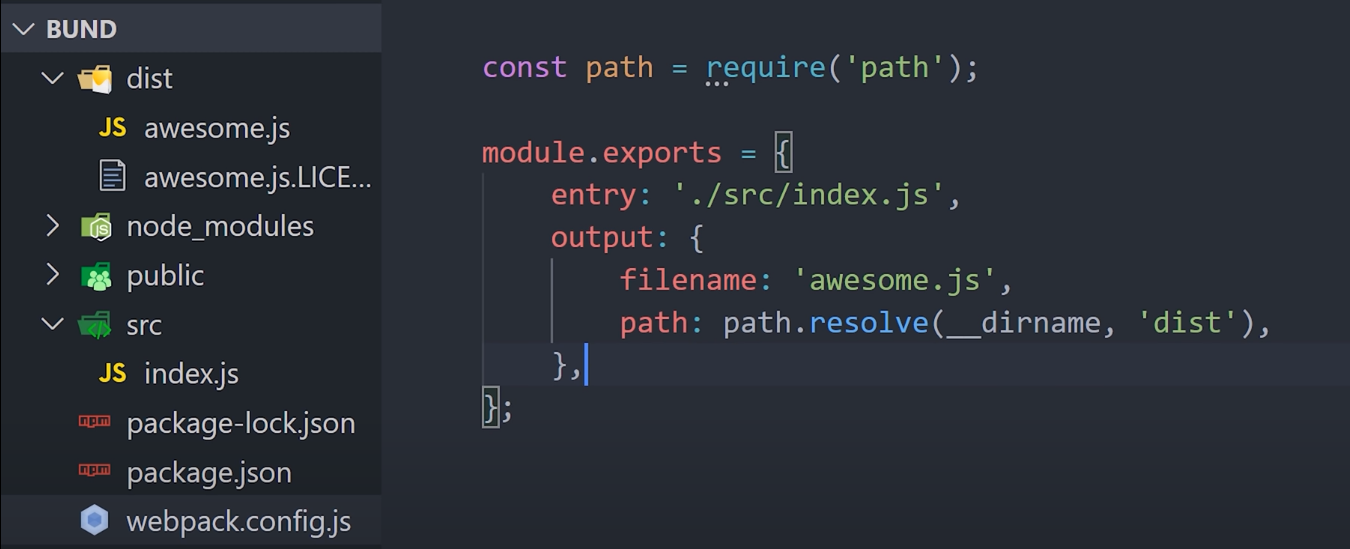 BUND
dist
JS awesome.js
awesome.js.LICE...
node_modules
public
src
JS index.js
package-lock.json
package.json
webpack.config.js
const path = require('path');
module.exports = {
entry: './src/index.js',
output: {
filename: 'awesome.js',
path: path.resolve(__dirname, 'dist'),
},
};